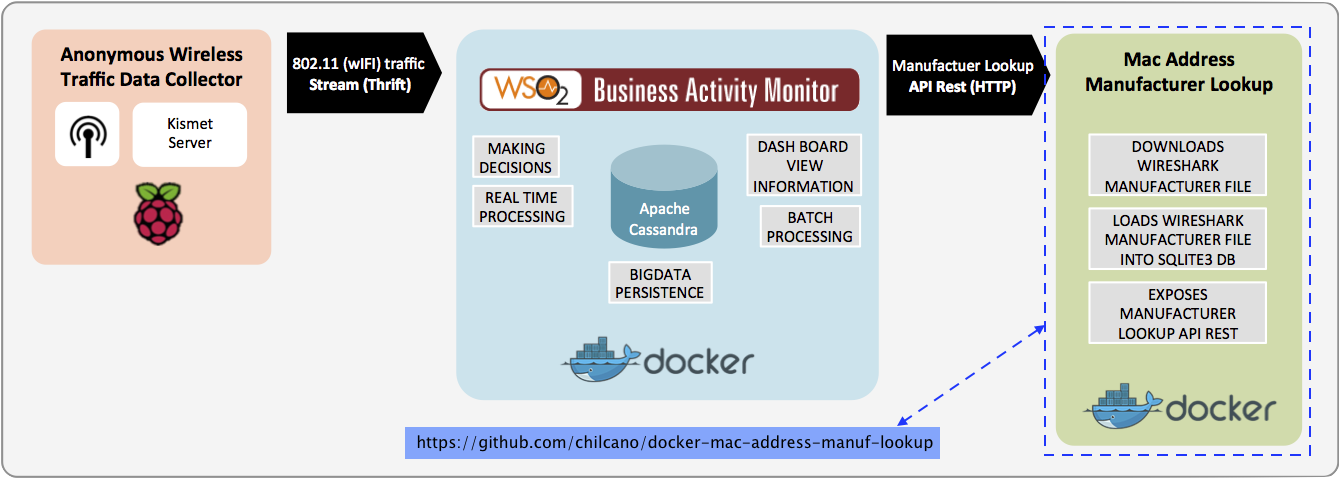 Anonymous Wireless
Traffic Data Collector
Kismet
Server
802.11 (wIFI) traffic
Stream (Thrift)
WSO2
Business Activity Monitor
MAKING
DECISIONS
REAL TIME
PROCESSING
Apache
Cassandra
DASH BOARD
VIEW
INFORMATION
BATCH
PROCESSING
BIGDATA
PERSISTENCE
docker
Manufactuer Lookup
API Rest (HTTP)
Mac Address
Manufacturer Lookup
DOWNLOADS
WIRESHARK
MANUFACTURER FILE
LOADS WIRESHARK
MANUFACTURER FILE
INTO SQLITE3 DB
EXPOSES
MANUFACTURER
LOOKUP API REST
docker
https://github.com/chilcano/docker-mac-address-manuf-lookup